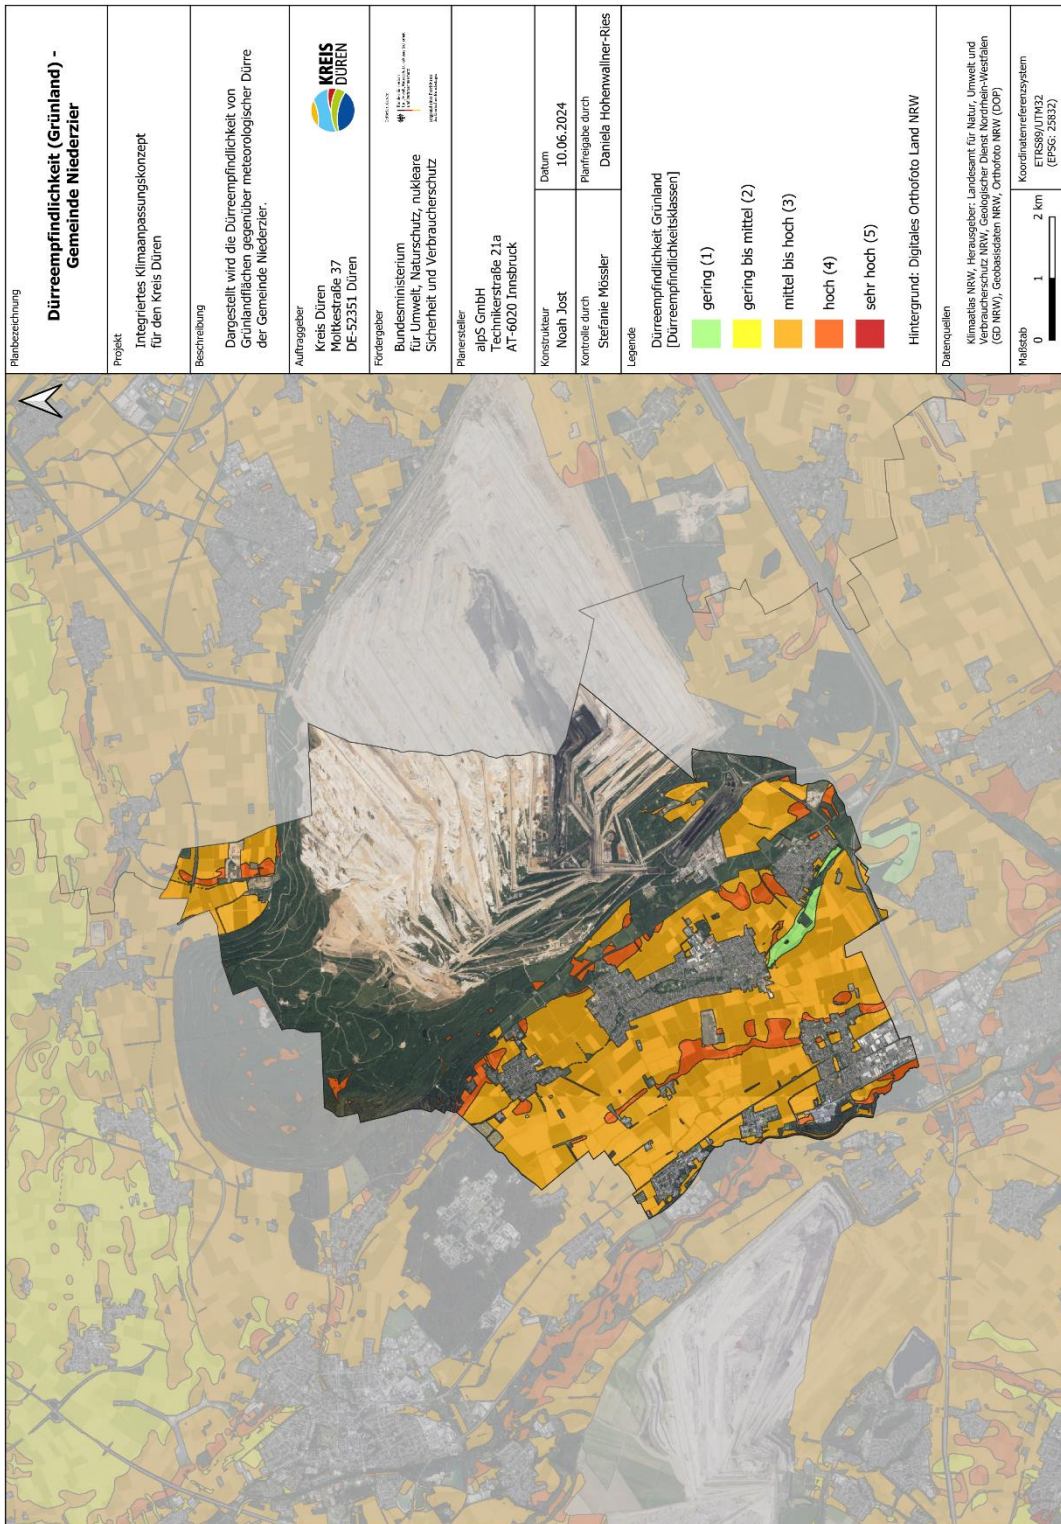 Planbezeichnung
Dürreempfindlichkeit (Grünland) -
Gemeinde Niederzier
Projekt
Integriertes Klimaanpassungskonzept
für den Kreis Düren
Beschreibung
Dargestellt wird die Dürreempfindlichkeit von
Grünlandflächen gegenüber meteorologischer Dürre
der Gemeinde Niederzier.
Auftraggeber
Kreis Düren
Moltkestraße 37
DE-52351 Düren
KREIS
DÜREN
Fördergeber
Bundesministerium
für Umwelt, Naturschutz, nukleare
Sicherheit und Verbraucherschutz
Planersteller
alpS GmbH
Technikerstraße 21a
AT-6020 Innsbruck
Konstrukteur
Noah Jost
Datum
10.06.2024
Kontrolle durch
Stefanie Mössler
Planfreigabe durch
Daniela Hohenwallner-Ries
Legende
Dürreempfindlichkeit Grünland
[Dürreempfindlichkeitsklassen]
gering (1)
gering bis mittel (2)
mittel bis hoch (3)
hoch (4)
sehr hoch (5)
Hintergrund: Digitales Orthofoto Land NRW
Datenquellen
Klimaatlas NRW, Herausgeber: Landesamt für Natur, Umwelt und
Verbraucherschutz NRW, Geologischer Dienst Nordrhein-Westfalen
(GD NRW), Geobasisdaten NRW, Orthofoto NRW (DOP)
Maßstab
0 1 2 km
Koordinatenreferenzsystem
ETRS89/UTM32
(EPSG: 25832)